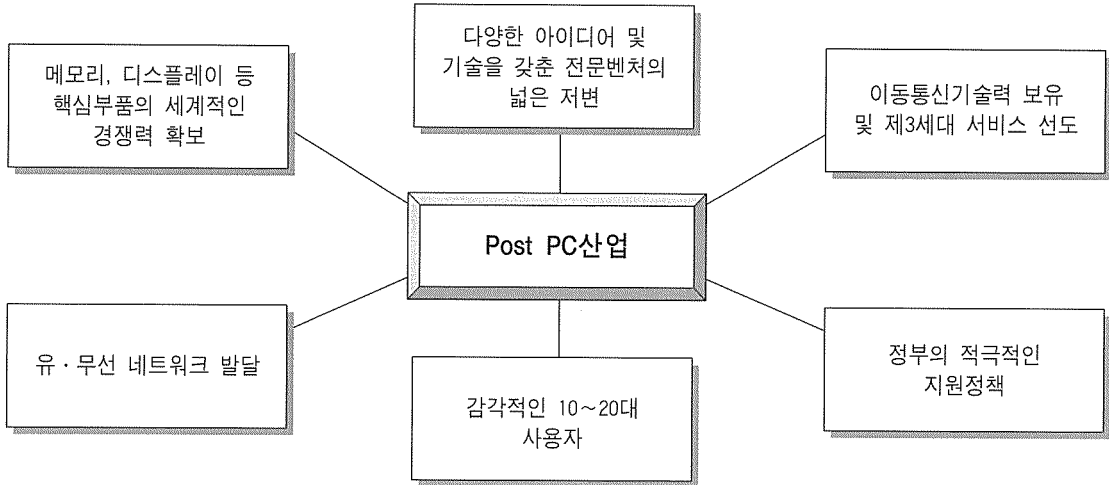 메모리, 디스플레이 등
핵심부품의 세계적인
경쟁력 확보
다양한 아이디어 및
기술을 갖춘 전문벤처의
넓은 저변
이동통신기술력 보유
및 제3세대 서비스 선도
Post PC산업
유·무선 네트워크 발달
감각적인 10～20대
사용자
정부의 적극적인
지원정책